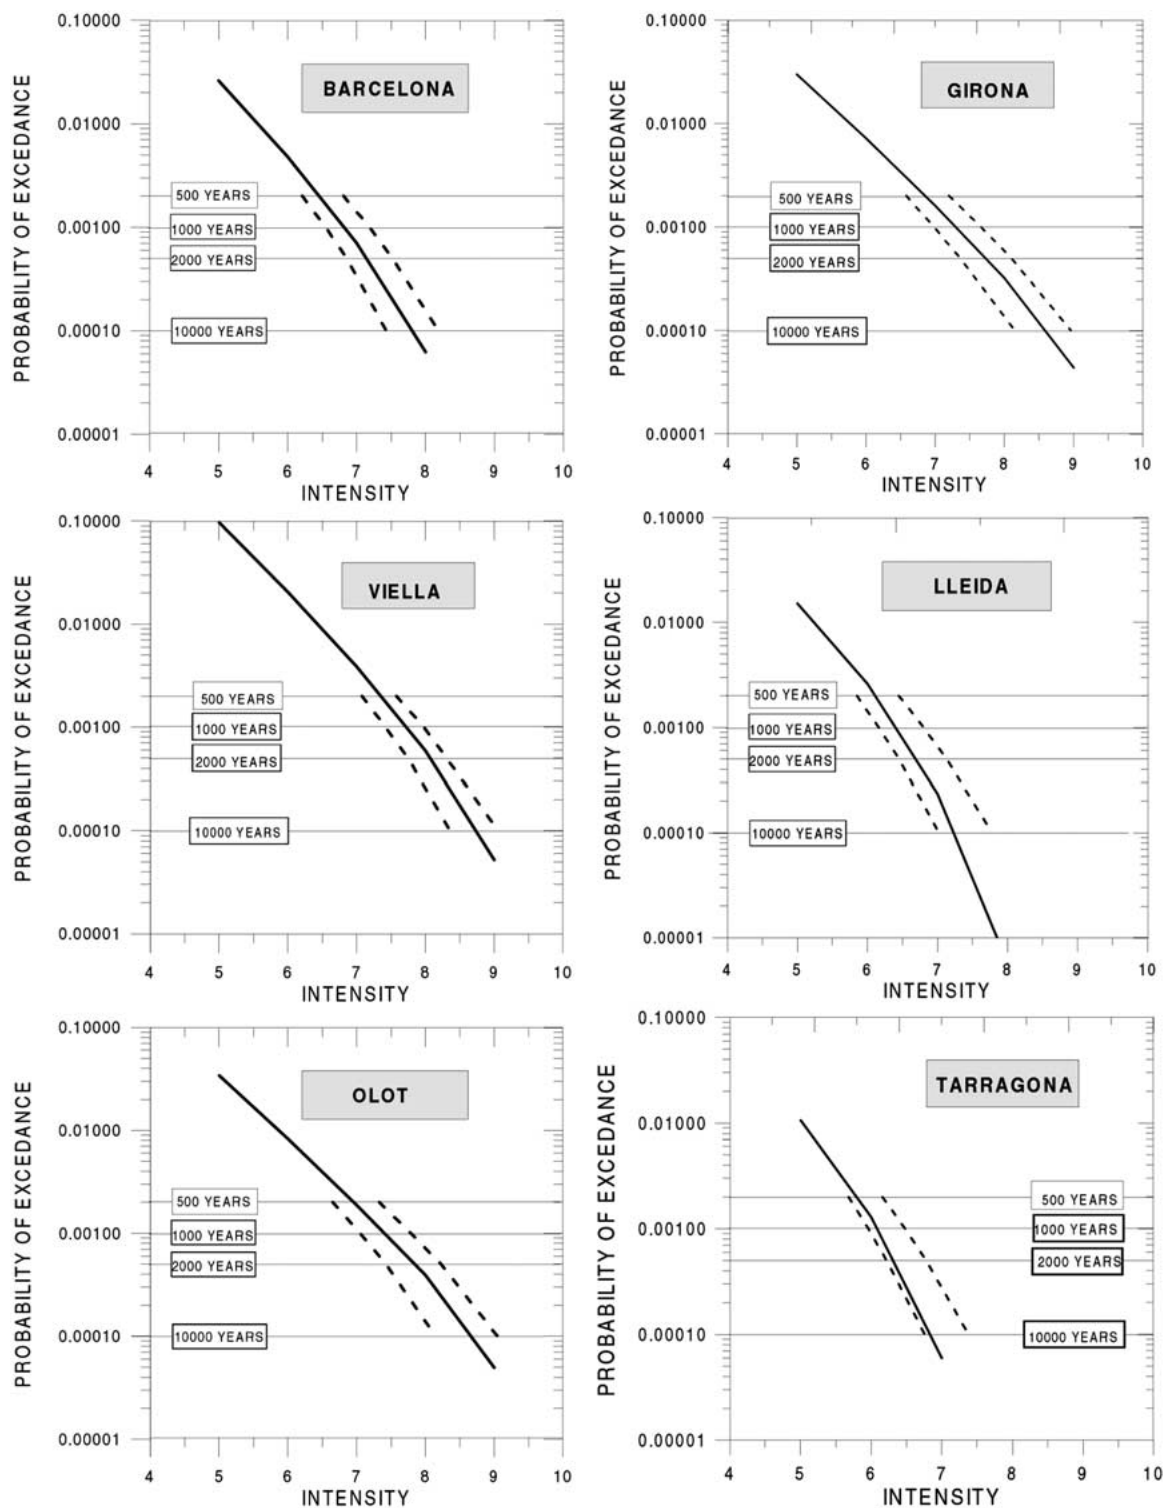 PROBABILITY OF EXCEDANCE
0.10000
0.01000
0.00100
0.00010
0.00001
BARCELONA
500 YEARS
1000 YEARS
2000 YEARS
10000 YEARS
4 5 6 7 8 9 10
INTENSITY
PROBABILITY OF EXCEDANCE
0.10000
0.01000
0.00100
0.00010
0.00001
GIRONA
500 YEARS
1000 YEARS
2000 YEARS
10000 YEARS
4 5 6 7 8 9 10
INTENSITY
PROBABILITY OF EXCEDANCE
0.10000
0.01000
0.00100
0.00010
0.00001
VIELLA
500 YEARS
1000 YEARS
2000 YEARS
10000 YEARS
4 5 6 7 8 9 10
INTENSITY
PROBABILITY OF EXCEDANCE
0.10000
0.01000
0.00100
0.00010
0.00001
LLEIDA
500 YEARS
1000 YEARS
2000 YEARS
10000 YEARS
4 5 6 7 8 9 10
INTENSITY
PROBABILITY OF EXCEDANCE
0.10000
0.01000
0.00100
0.00010
0.00001
OLOT
500 YEARS
1000 YEARS
2000 YEARS
10000 YEARS
4 5 6 7 8 9 10
INTENSITY
PROBABILITY OF EXCEDANCE
0.10000
0.01000
0.00100
0.00010
0.00001
TARRAGONA
500 YEARS
1000 YEARS
2000 YEARS
10000 YEARS
4 5 6 7 8 9 10
INTENSITY